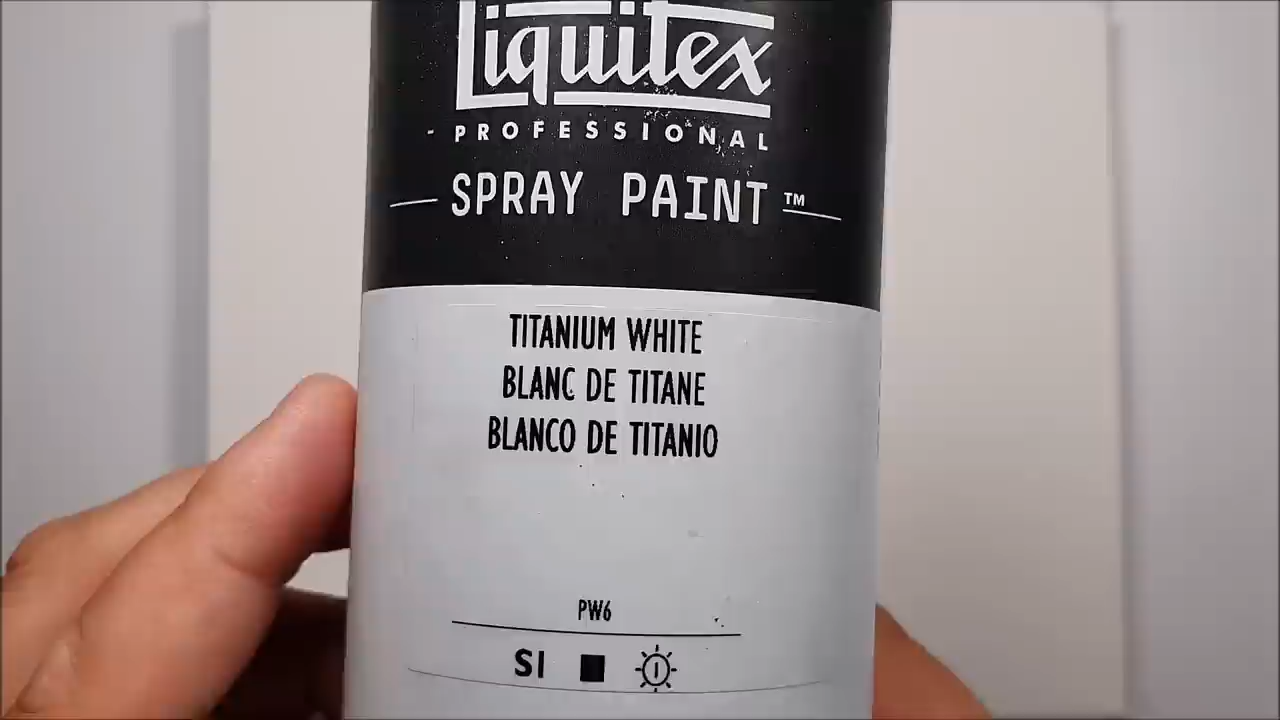 Liquitex
PROFESSIONAL
SPRAY PAINT™
TITANIUM WHITE
BLANC DE TITANE
BLANCO DE TITANIO
PW6
SI
I